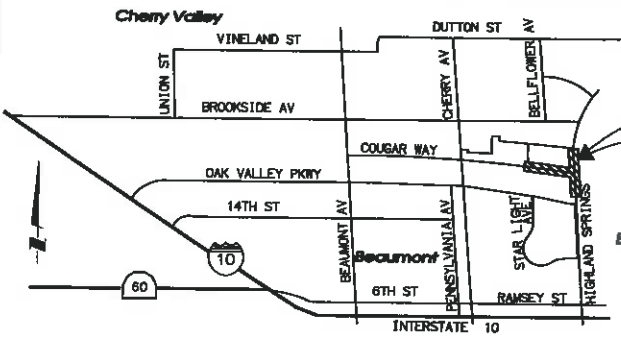 Cherry Valley
DUTTON ST
VINELAND ST
UNION ST
CHERRY AV
BELLFLOWER AV
BROOKSIDE AV
COUGAR WAY
OAK VALLEY PKWY
14TH ST
BEAUMONT AV
PENNSYLVANIA AV
STAR LIGHT AVE
HIGHLAND SPRINGS
10
Beaumont
60
6TH ST
RAMSEY ST
INTERSTATE 10